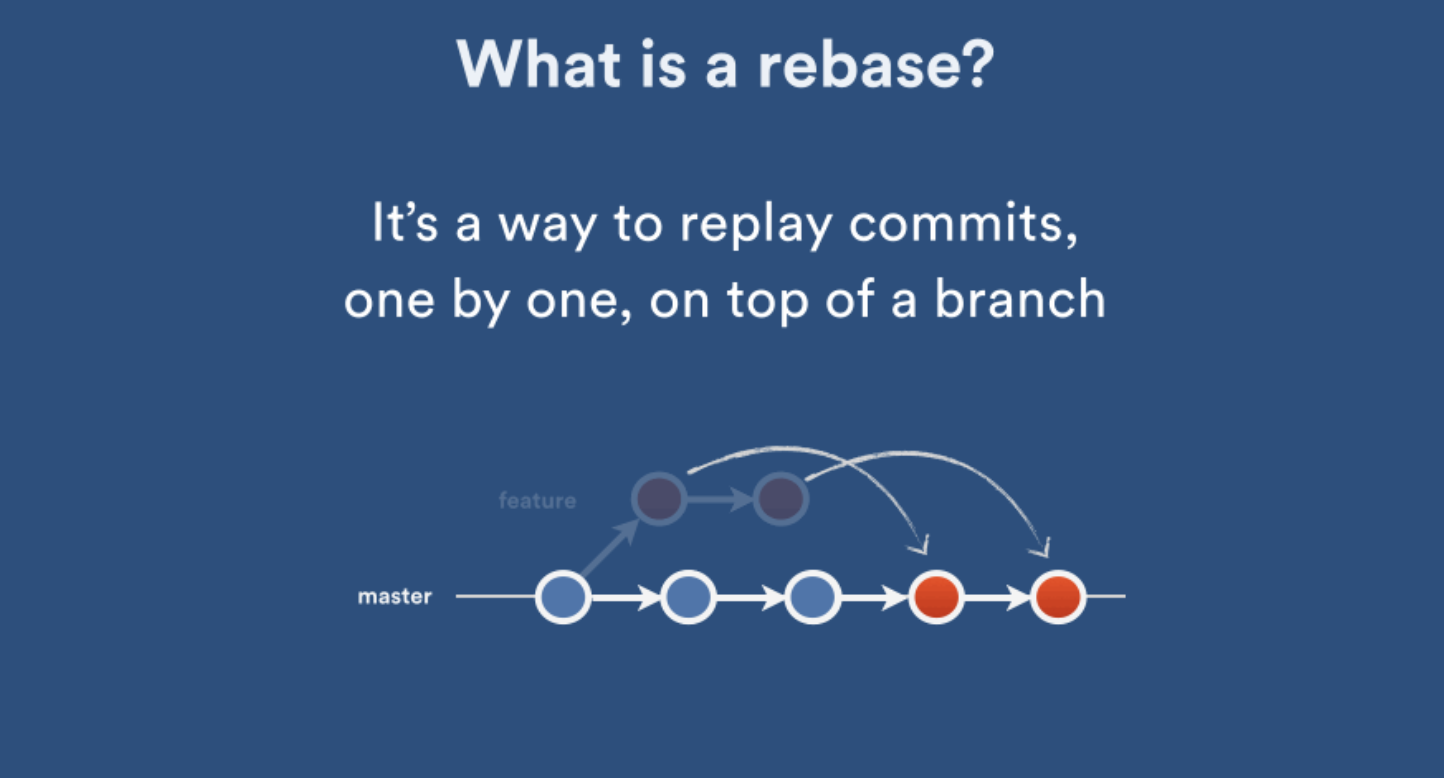 What is a rebase?
It’s a way to replay commits,
one by one, on top of a branch
feature
master